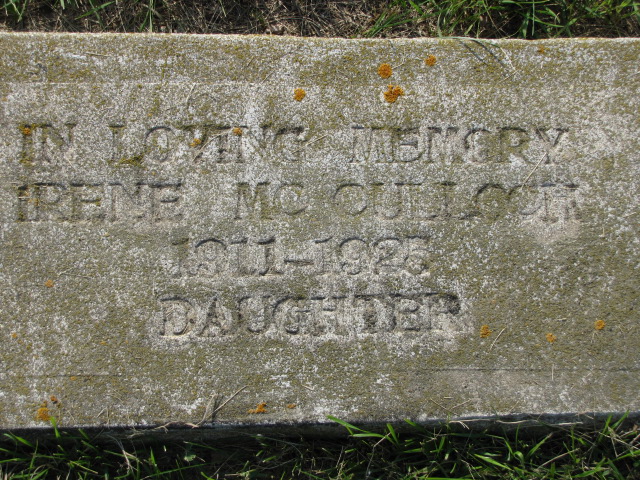 IN LOVING MEMORY
IRENE MC CULLOCH
1911-1925
DAUGHTER